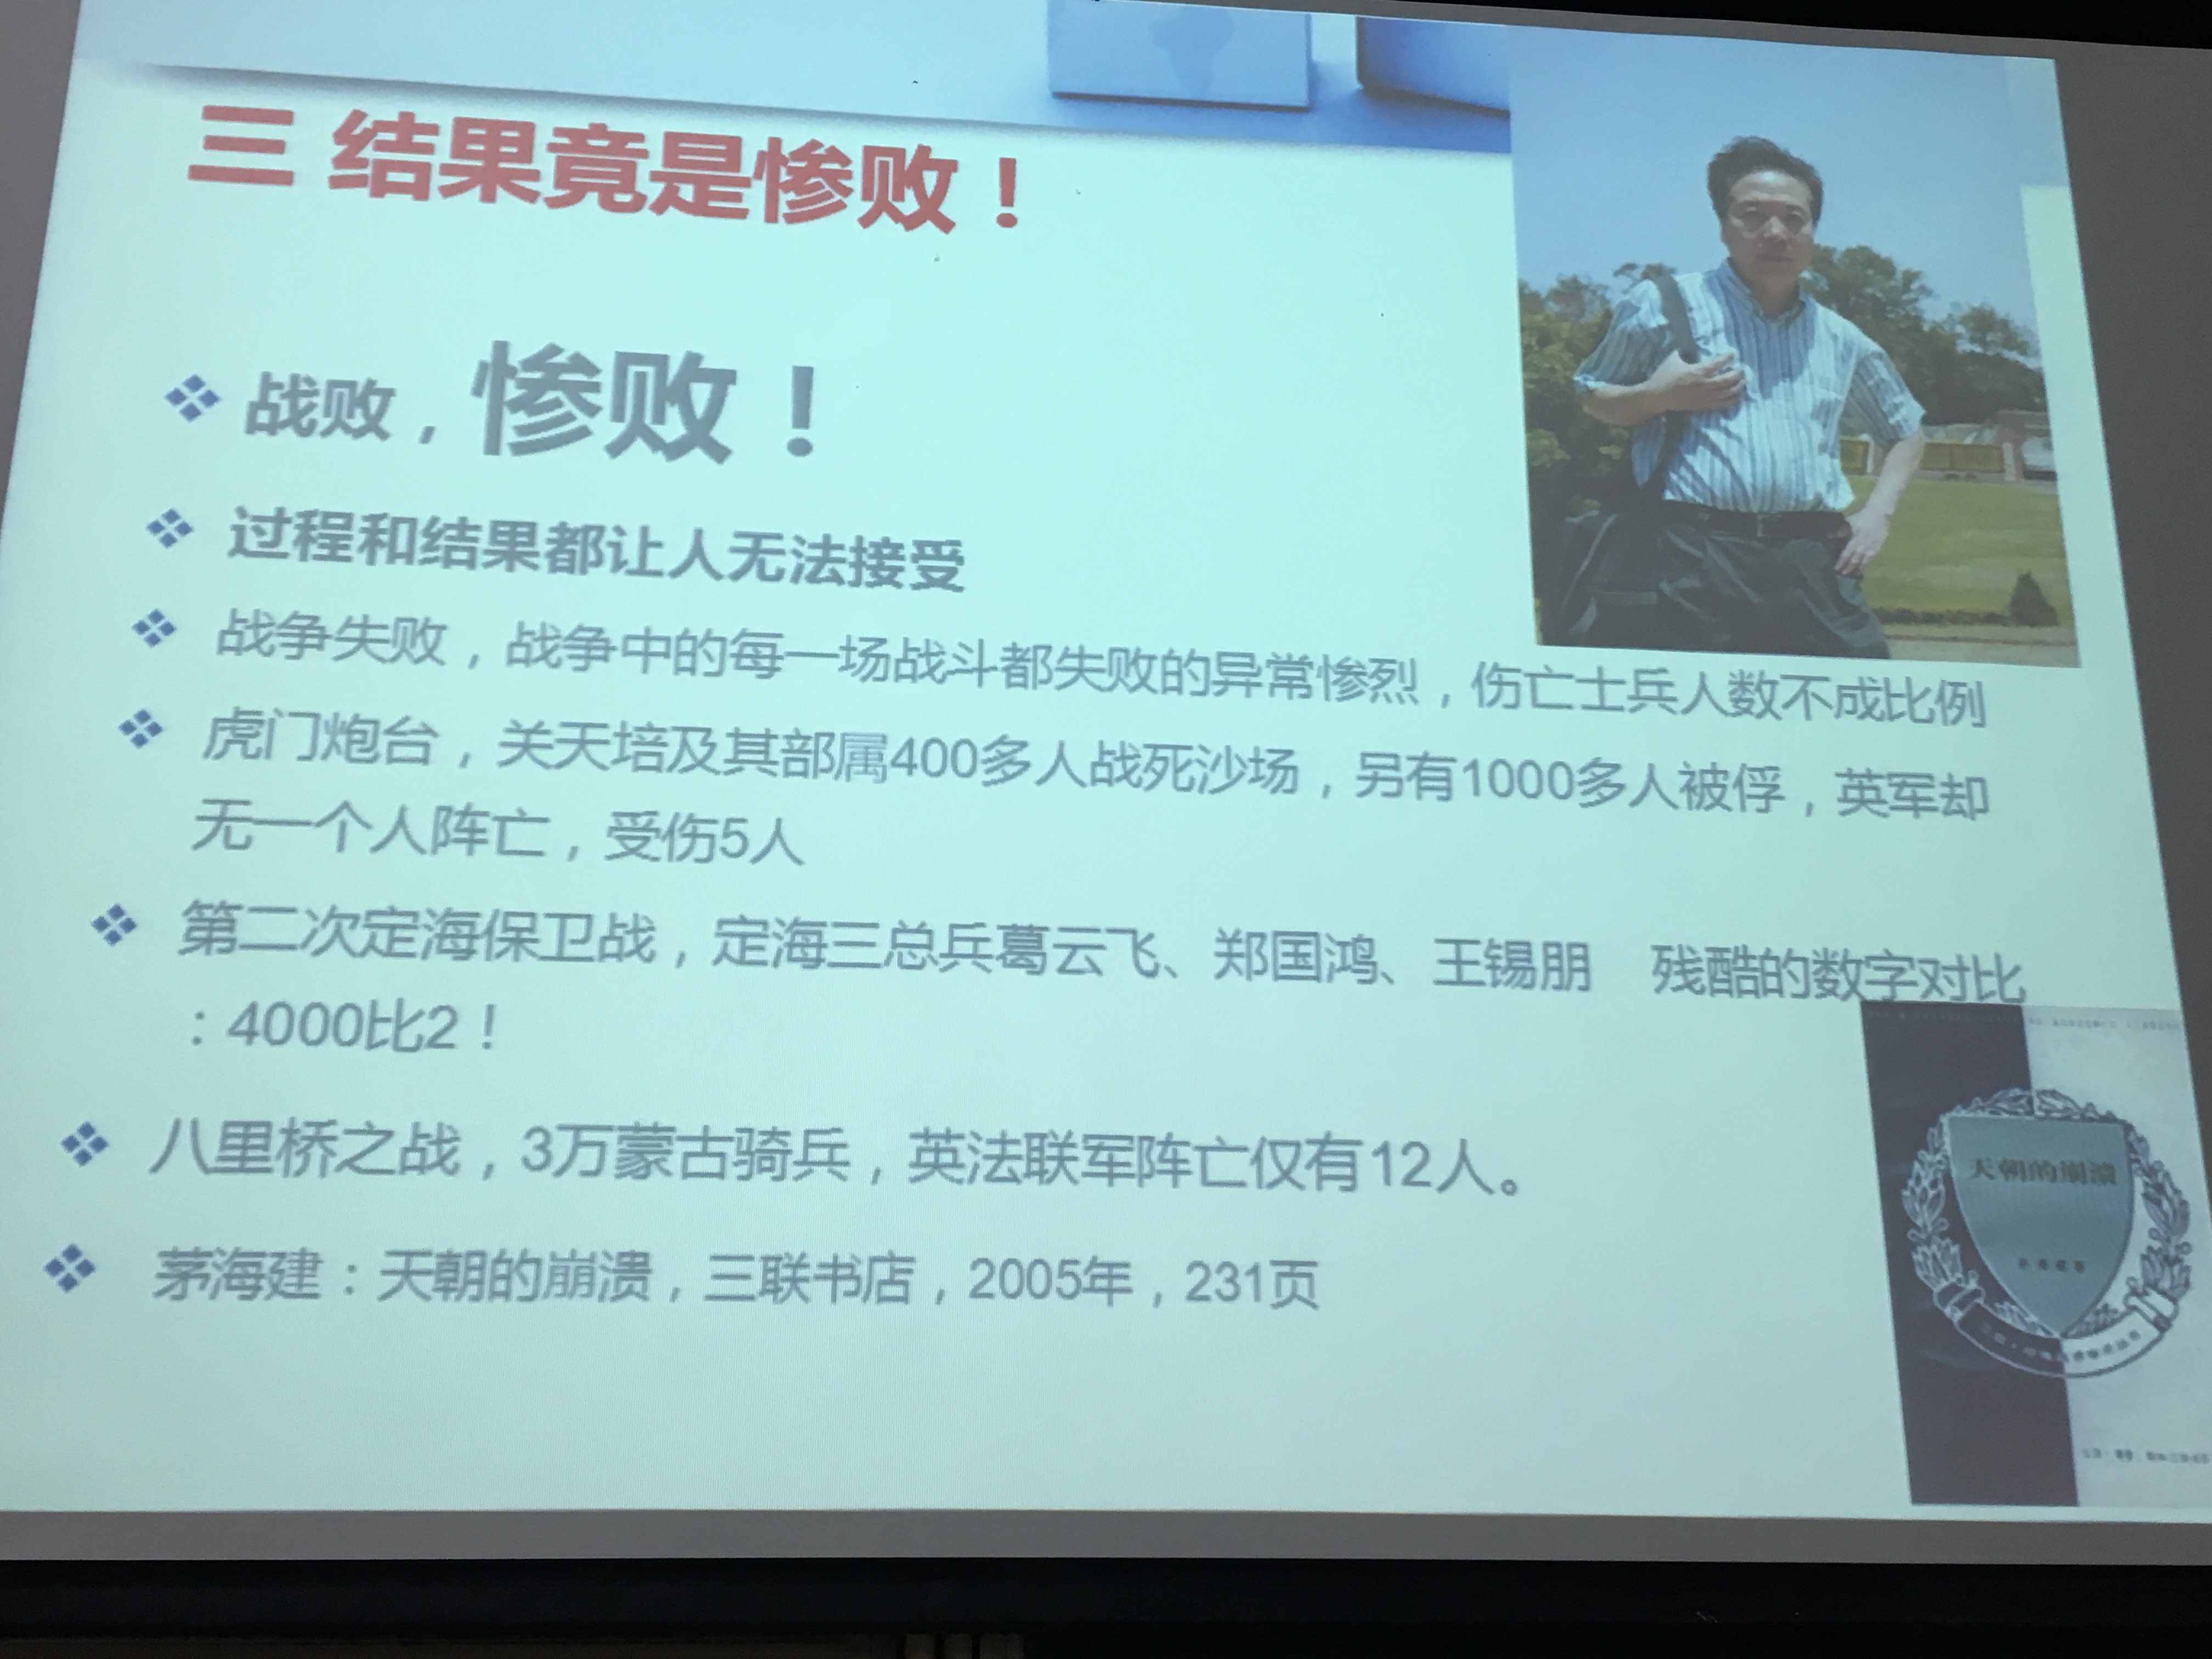 三 结果竟是惨败！
战败，惨败！
过程和结果都让人无法接受
战争失败，战争中的每一场战斗都失败的异常惨烈，伤亡士兵人数不成比例
虎门炮台，关天培及其部属400多人战死沙场，另有1000多人被俘，英军却
无一个人阵亡，受伤5人
第二次定海保卫战，定海三总兵葛云飞、郑国鸿、王锡朋 残酷的数字对比
：4000比2！
八里桥之战，3万蒙古骑兵，英法联军阵亡仅有12人。
茅海建：天朝的崩溃，三联书店，2005年，231页
天朝的崩溃